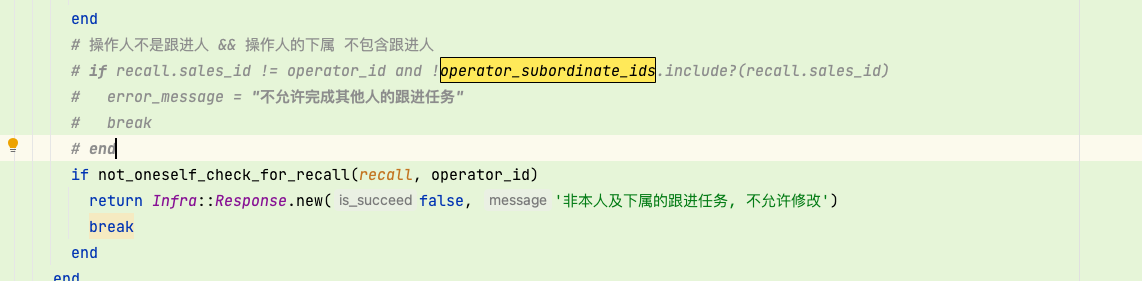 end
# 操作人不是跟进人 && 操作人的下属 不包含跟进人
# if recall.sales_id != operator_id and !operator_subordinate_ids.include?(recall.sales_id)
#   error_message = "不允许完成其他人的跟进任务"
#   break
# end
if not_oneself_check_for_recall(recall, operator_id)
return Infra::Response.new( is_succeed false, message '非本人及下属的跟进任务, 不允许修改')
break
end
end